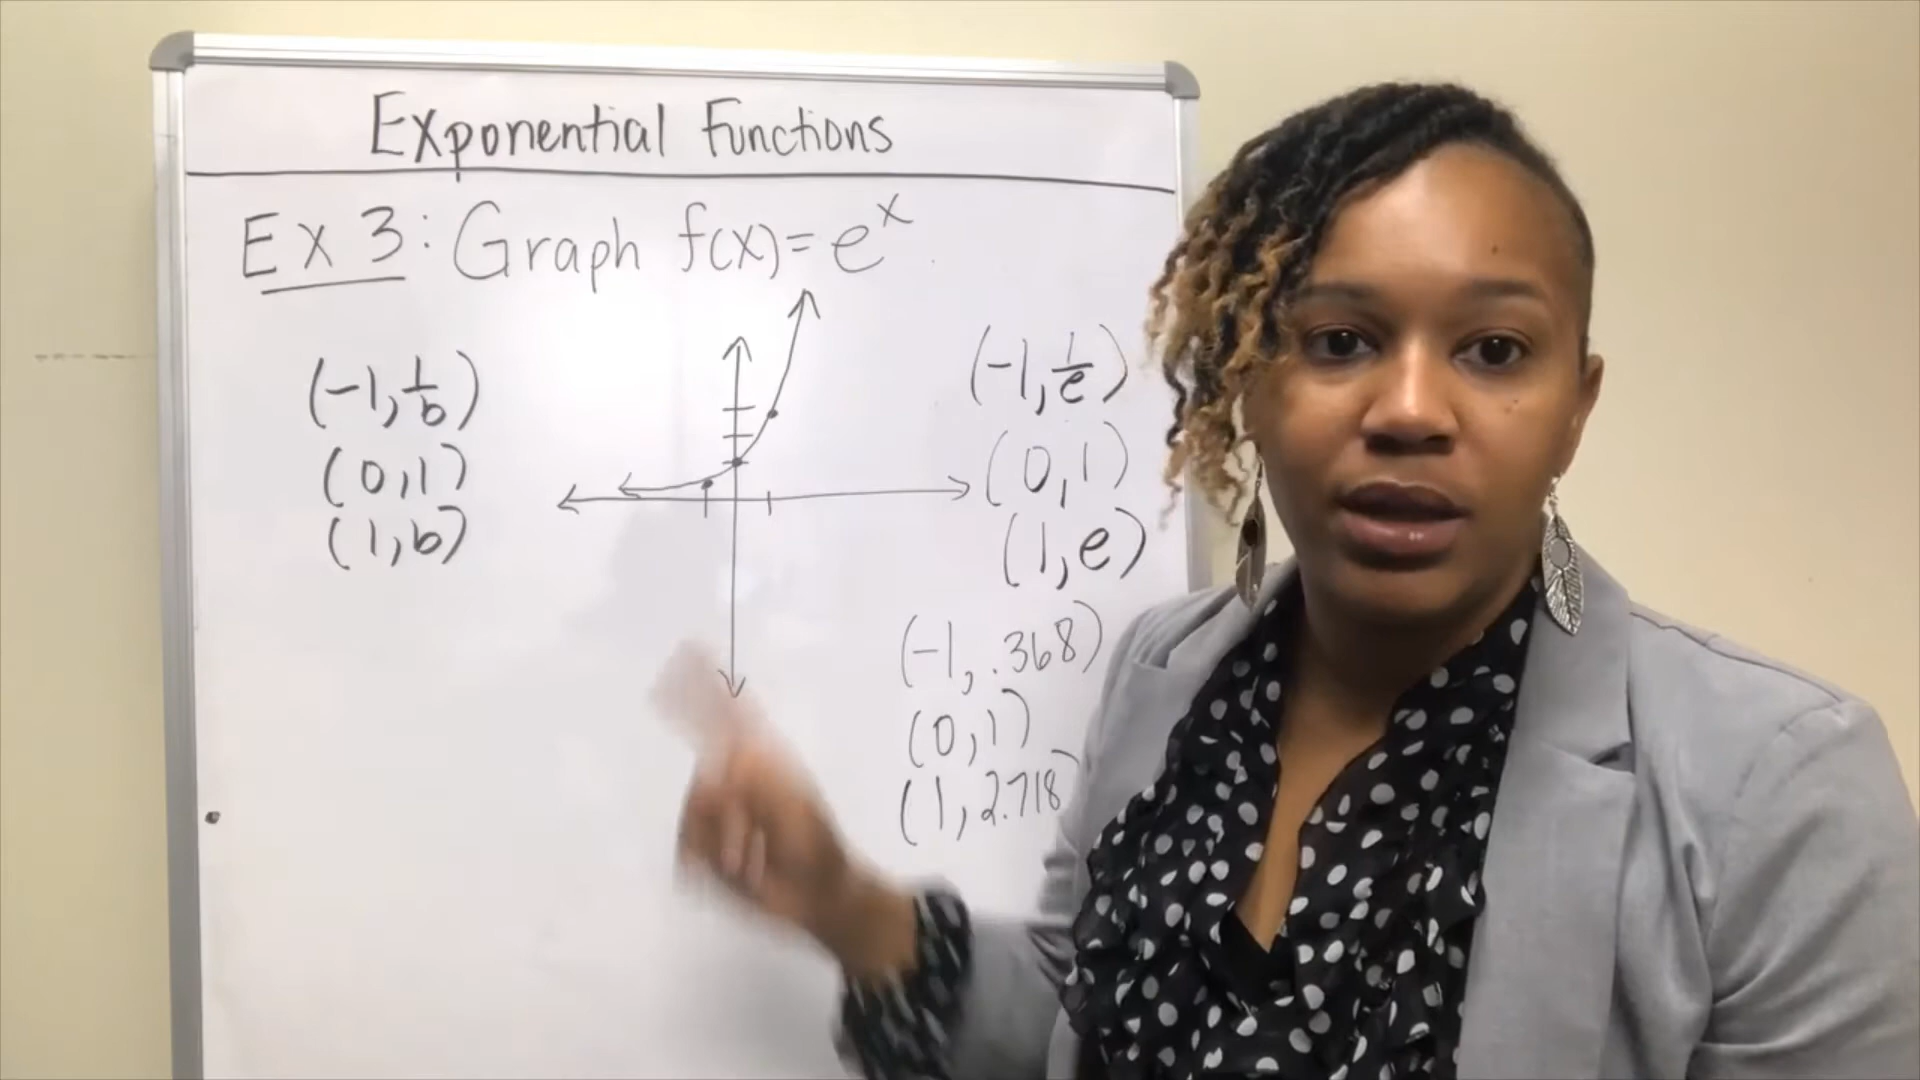 Exponential Functions
Ex 3: Graph f(x)=e^x
(-1, 1/b)
(0,1)
(1,b)
(-1, 1/e)
(0,1)
(1,e)
(-1, .368)
(0,1)
(1, 2.718)